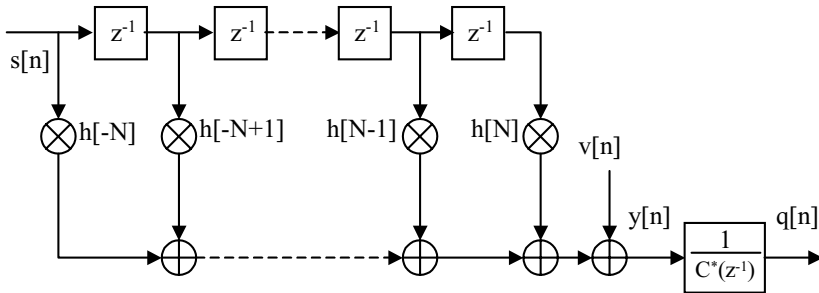 z⁻¹ z⁻¹ z⁻¹ z⁻¹
s[n]
h[-N] h[-N+1] h[N-1] h[N]
v[n]
y[n] q[n]
1
C*(z⁻¹)